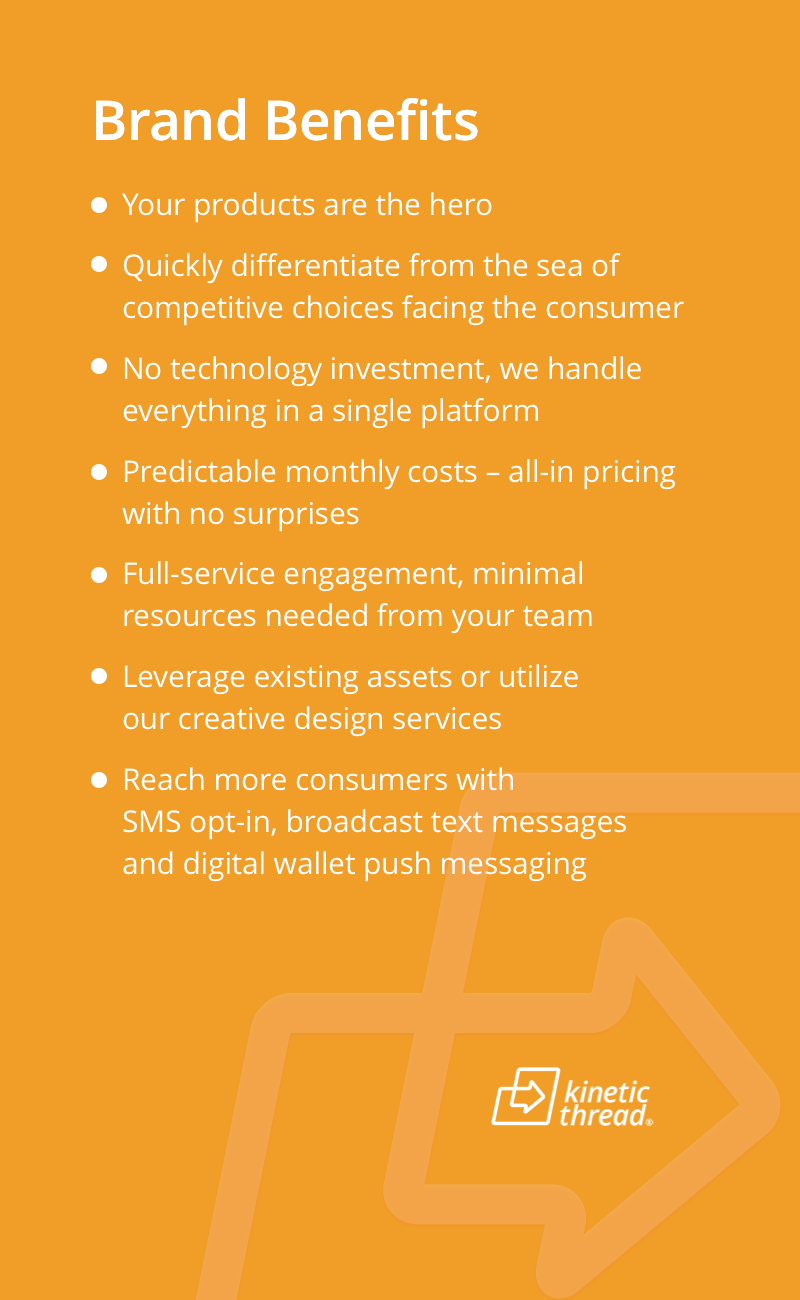 Brand Benefits
• Your products are the hero
• Quickly differentiate from the sea of
competitive choices facing the consumer
• No technology investment, we handle
everything in a single platform
• Predictable monthly costs – all-in pricing
with no surprises
• Full-service engagement, minimal
resources needed from your team
• Leverage existing assets or utilize
our creative design services
• Reach more consumers with
SMS opt-in, broadcast text messages
and digital wallet push messaging
kinetic
thread®